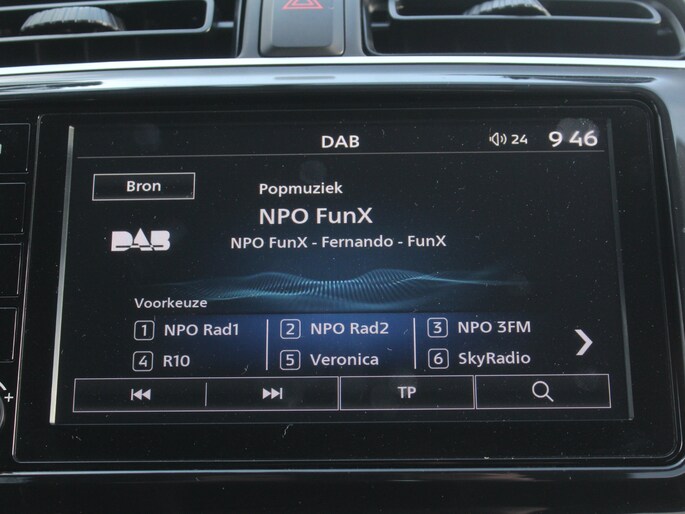 DAB 24 9 46
Bron
Popmuziek
NPO FunX
DAB
NPO FunX - Fernando - FunX
Voorkeuze
1 NPO Rad1 2 NPO Rad2 3 NPO 3FM
4 R10 5 Veronica 6 SkyRadio
TP